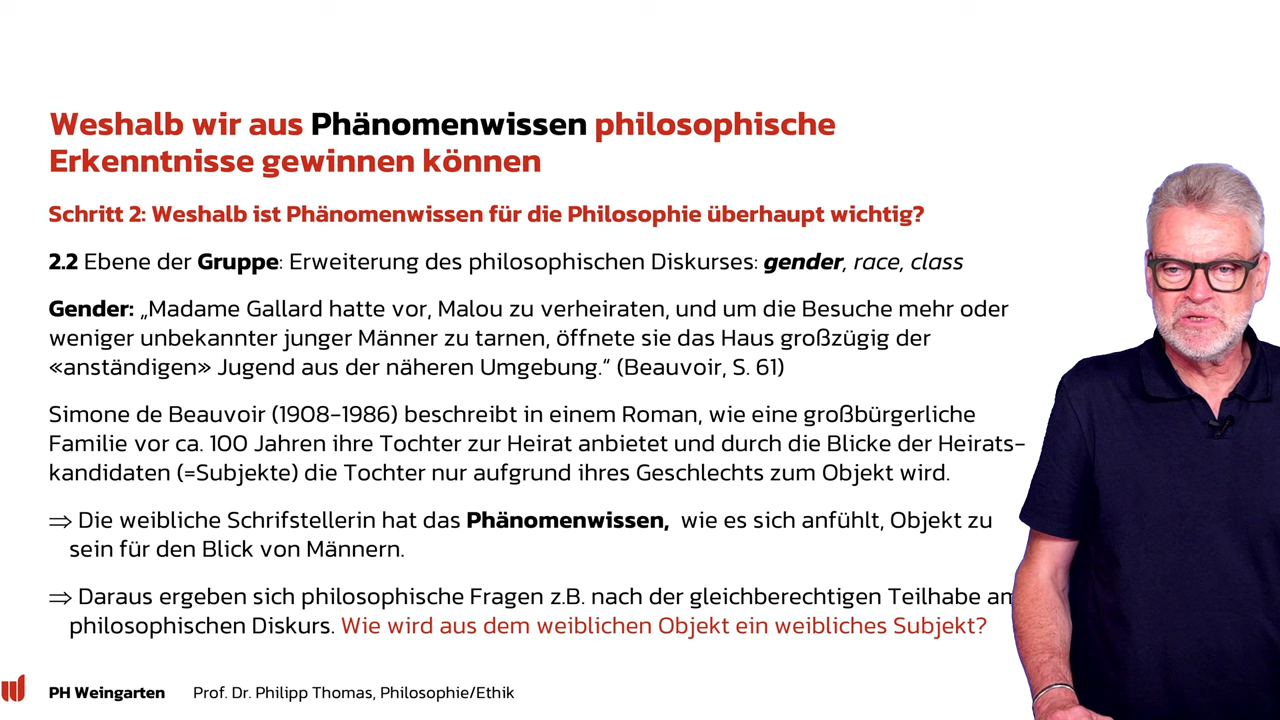 Weshalb wir aus Phänomenwissen philosophische
Erkenntnisse gewinnen können
Schritt 2: Weshalb ist Phänomenwissen für die Philosophie überhaupt wichtig?
2.2 Ebene der Gruppe: Erweiterung des philosophischen Diskurses: gender, race, class
Gender: „Madame Gallard hatte vor, Malou zu verheiraten, und um die Besuche mehr oder
weniger unbekannter junger Männer zu tarnen, öffnete sie das Haus großzügig der
«anständigen» Jugend aus der näheren Umgebung.“ (Beauvoir, S. 61)
Simone de Beauvoir (1908-1986) beschreibt in einem Roman, wie eine großbürgerliche
Familie vor ca. 100 Jahren ihre Tochter zur Heirat anbietet und durch die Blicke der Heirats-
kandidaten (=Subjekte) die Tochter nur aufgrund ihres Geschlechts zum Objekt wird.
⇒ Die weibliche Schrifstellerin hat das Phänomenwissen, wie es sich anfühlt, Objekt zu
sein für den Blick von Männern.
⇒ Daraus ergeben sich philosophische Fragen z.B. nach der gleichberechtigen Teilhabe an
philosophischen Diskurs. Wie wird aus dem weiblichen Objekt ein weibliches Subjekt?
PH Weingarten Prof. Dr. Philipp Thomas, Philosophie/Ethik